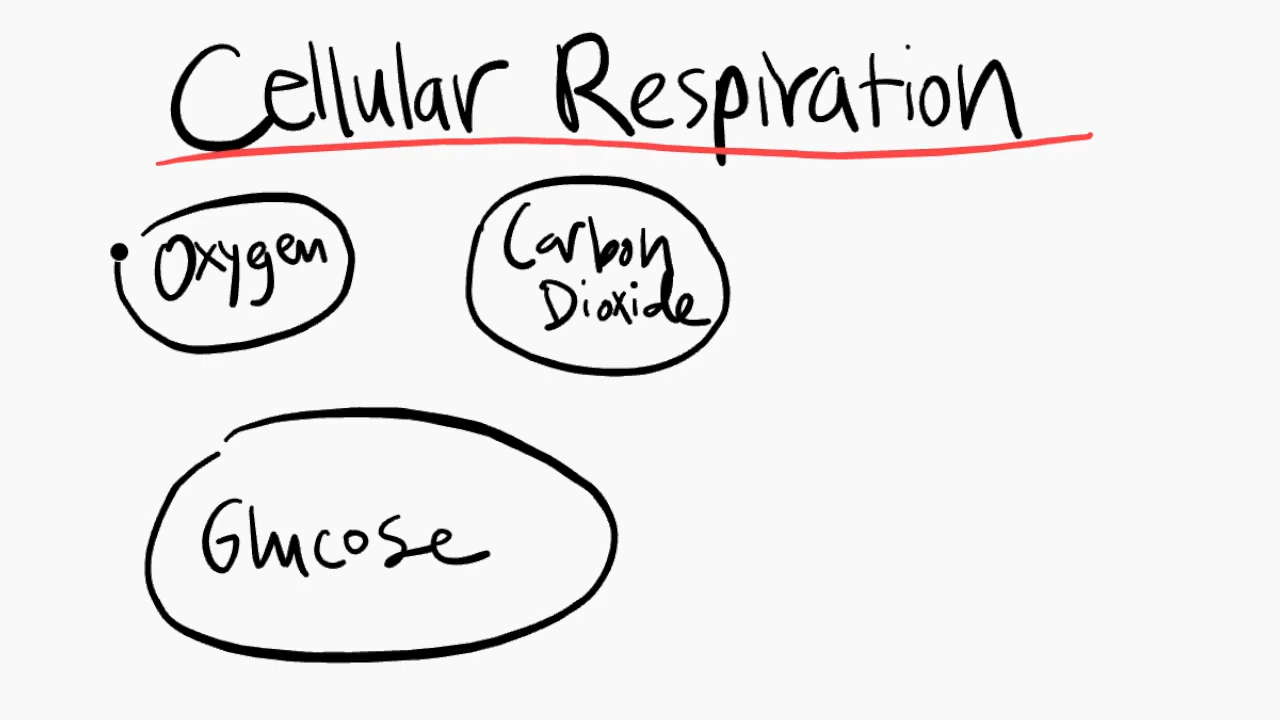 Cellular Respiration
Oxygen
Carbon
Dioxide
Glucose